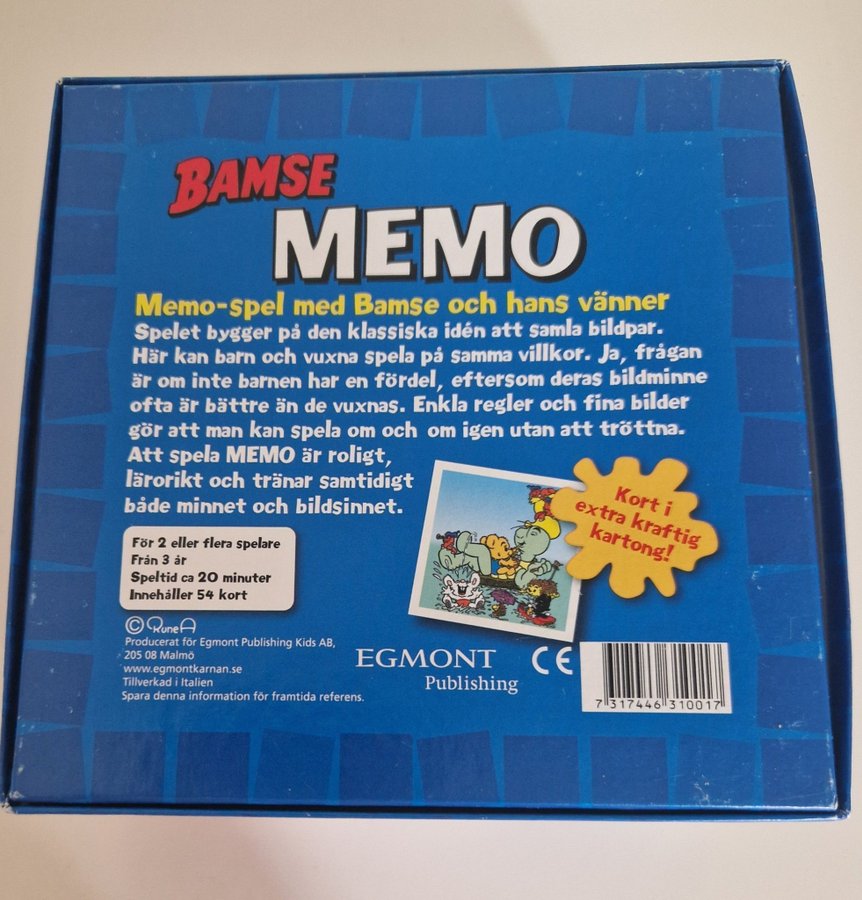 BAMSE
MEMO
Memo-spel med Bamse och hans vänner
Spelet bygger på den klassiska idén att samla bildpar.
Här kan barn och vuxna spela på samma villkor. Ja, frågan
är om inte barnen har en fördel, eftersom deras bildminne
ofta är bättre än de vuxnas. Enkla regler och fina bilder
gör att man kan spela om och om igen utan att tröttna.
Att spela MEMO är roligt,
lärorikt och tränar samtidigt
både minnet och bildsinnet.
Kort i
extra kraftig
kartong!
För 2 eller flera spelare
Från 3 år
Speltid ca 20 minuter
Innehåller 54 kort
© Rune A
Producerat för Egmont Publishing Kids AB,
205 08 Malmö
www.egmontkarnan.se
Tillverkad i Italien
Spara denna information för framtida referens.
EGMONT
Publishing
CE
7 317446 310017